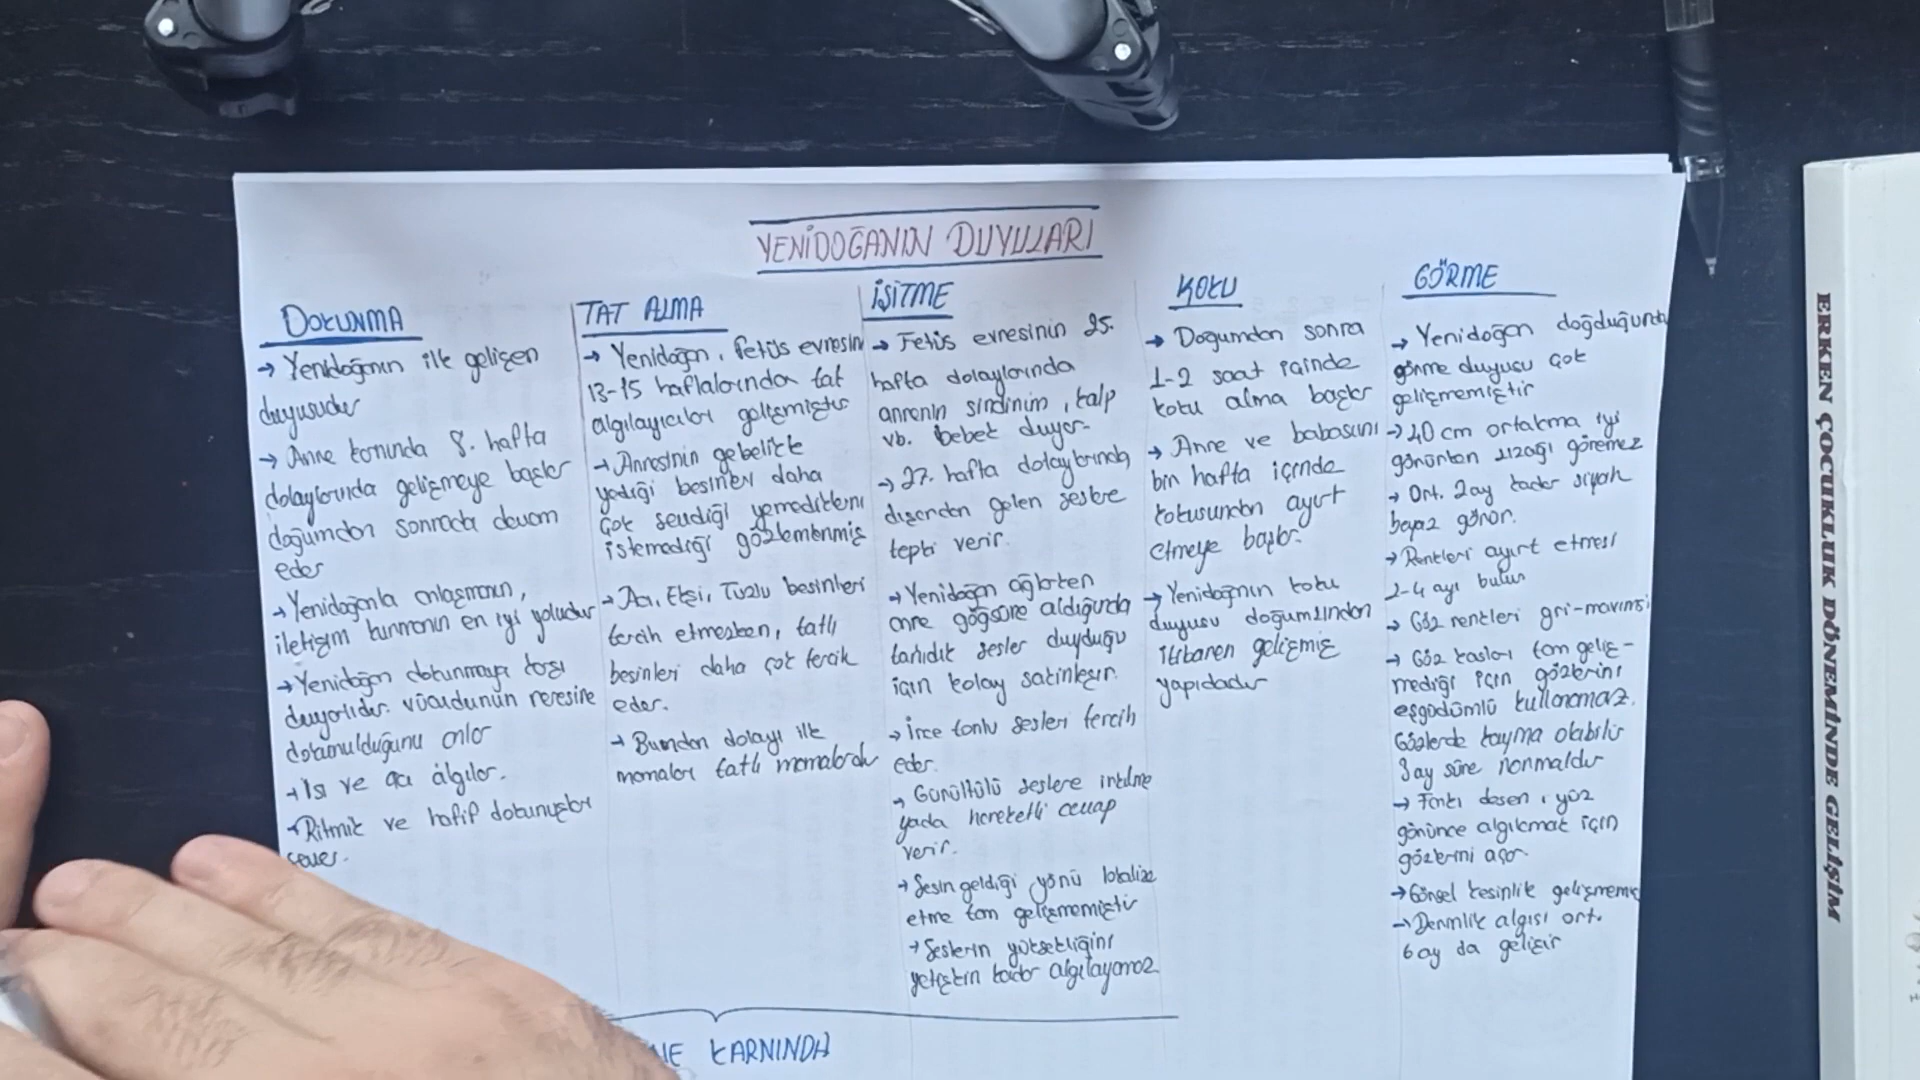 YENİDOĞANIN DUYULARI
DOKUNMA
→ Yenidoğanın ilk gelişen
duyusudur
→ Anne karnında 8. hafta
dolaylarında gelişmeye başlar
doğumdan sonrada devam
eder
→ Yenidoğanla anlaşmanın,
iletişim kurmanın en iyi yoludur
→ Yenidoğan dokunmaya karşı
duyarlıdır. vücudunun neresine
dokunulduğunu anlar
→ Isı ve acı algılar.
→ Ritmik ve hafif dokunuşları
sever.
TAT ALMA
→ Yenidoğan, fetüs evresin
13-15 haftalarında tat
algılayıcıları gelişmiştir
→ Annesinin gebelikte
yediği besinleri daha
çok sevdiği yemediklerini
istemediği gözlemlenmiş
→ Acı, Ekşi, Tuzlu besinleri
tercih etmezken, tatlı
besinleri daha çok tercih
eder.
→ Bundan dolayı ilk
mamalar tatlı mamalardır
İŞİTME
→ Fetüs evresinin 25.
hafta dolaylarında
annenin sindirim, kalp
vb. bebek duyar.
→ 27. hafta dolaylarında
dışarıdan gelen seslere
tepki verir.
→ Yenidoğan ağlarken
anne göğsüne aldığında
tanıdık sesler duyduğu
için kolay sakinleşir.
→ İnce tonlu sesleri tercih
eder.
→ Gürültülü seslere irkilme
yada hareketli cevap
verir.
→ Sesin geldiği yönü lokalize
etme tam gelişmemiştir
→ Seslerin yüksekliğini
yetişkin kadar algılayamaz
KOKU
→ Doğumdan sonra
1-2 saat içinde
koku alma başlar
→ Anne ve babasını
bir hafta içinde
kokusundan ayırt
etmeye başlar.
→ Yenidoğanın koku
duyusu doğumundan
itibaren gelişmiş
yapıdadır
GÖRME
→ Yenidoğan doğduğunda
görme duyusu çok
gelişmemiştir
→ 40 cm ortalama iyi
görürken uzağı göremez
→ Ort. 2 ay kadar siyah
beyaz görür.
→ Renkleri ayırt etmesi
2-4 ayı bulur
→ Göz renkleri gri-mavimsi
→ Göz kasları tam geliş-
mediği için gözlerini
eşgüdümlü kullanamaz.
Gözlerde kayma olabilir
3 ay süre normaldir
→ Farklı desen, yüz
görünce algılamak için
gözlerini açar.
→ Görsel kesinlik gelişmemiş
→ Derinlik algısı ort.
6 ay da gelişir
NE KARNINDA
ERKEN ÇOCUKLUK DÖNEMİNDE GELİŞİM